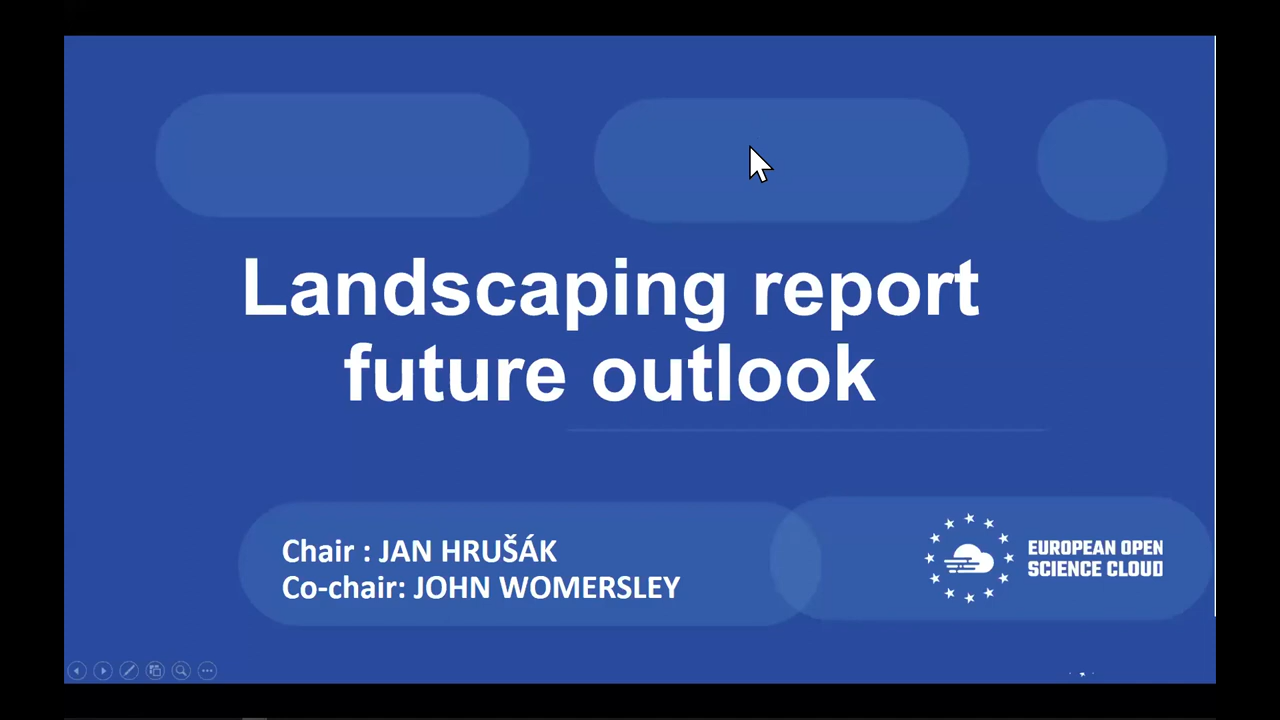 Landscaping report
future outlook
Chair : JAN HRUŠÁK
Co-chair: JOHN WOMERSLEY
EUROPEAN OPEN
SCIENCE CLOUD